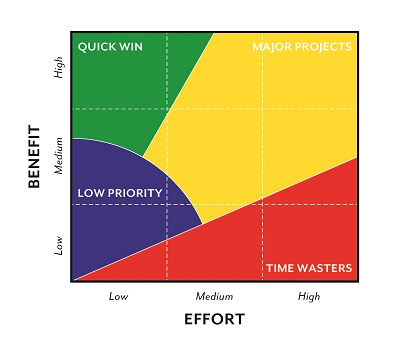 QUICK WIN
MAJOR PROJECTS
High
Medium
BENEFIT
LOW PRIORITY
Low
TIME WASTERS
Low
Medium
High
EFFORT